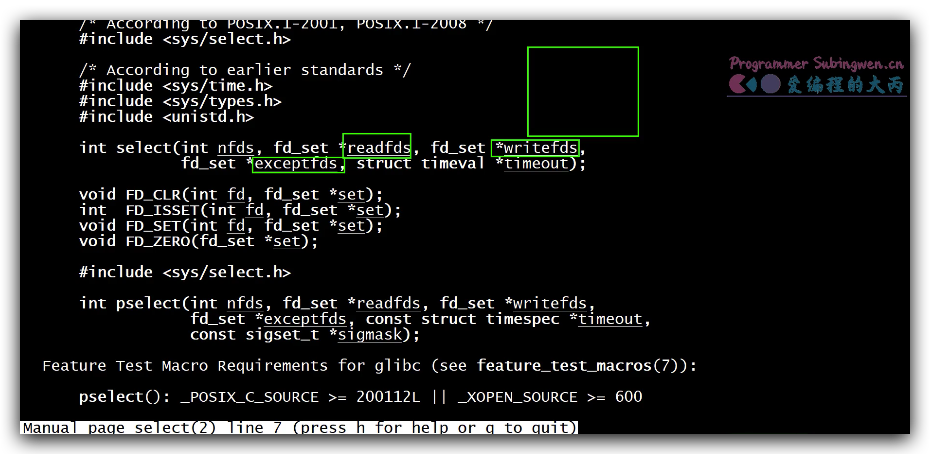 /* According to POSIX.1-2001, POSIX.1-2008 */
#include <sys/select.h>
/* According to earlier standards */
#include <sys/time.h>
#include <sys/types.h>
#include <unistd.h>
Programmer Subingwen.cn
爱编程的大丙
int select(int nfds, fd_set *readfds, fd_set *writefds,
fd_set *exceptfds, struct timeval *timeout);
void FD_CLR(int fd, fd_set *set);
int  FD_ISSET(int fd, fd_set *set);
void FD_SET(int fd, fd_set *set);
void FD_ZERO(fd_set *set);
#include <sys/select.h>
int pselect(int nfds, fd_set *readfds, fd_set *writefds,
fd_set *exceptfds, const struct timespec *timeout,
const sigset_t *sigmask);
Feature Test Macro Requirements for glibc (see feature_test_macros(7)):
pselect(): _POSIX_C_SOURCE >= 200112L || _XOPEN_SOURCE >= 600
Manual page select(2) line 7 (press h for help or q to quit)